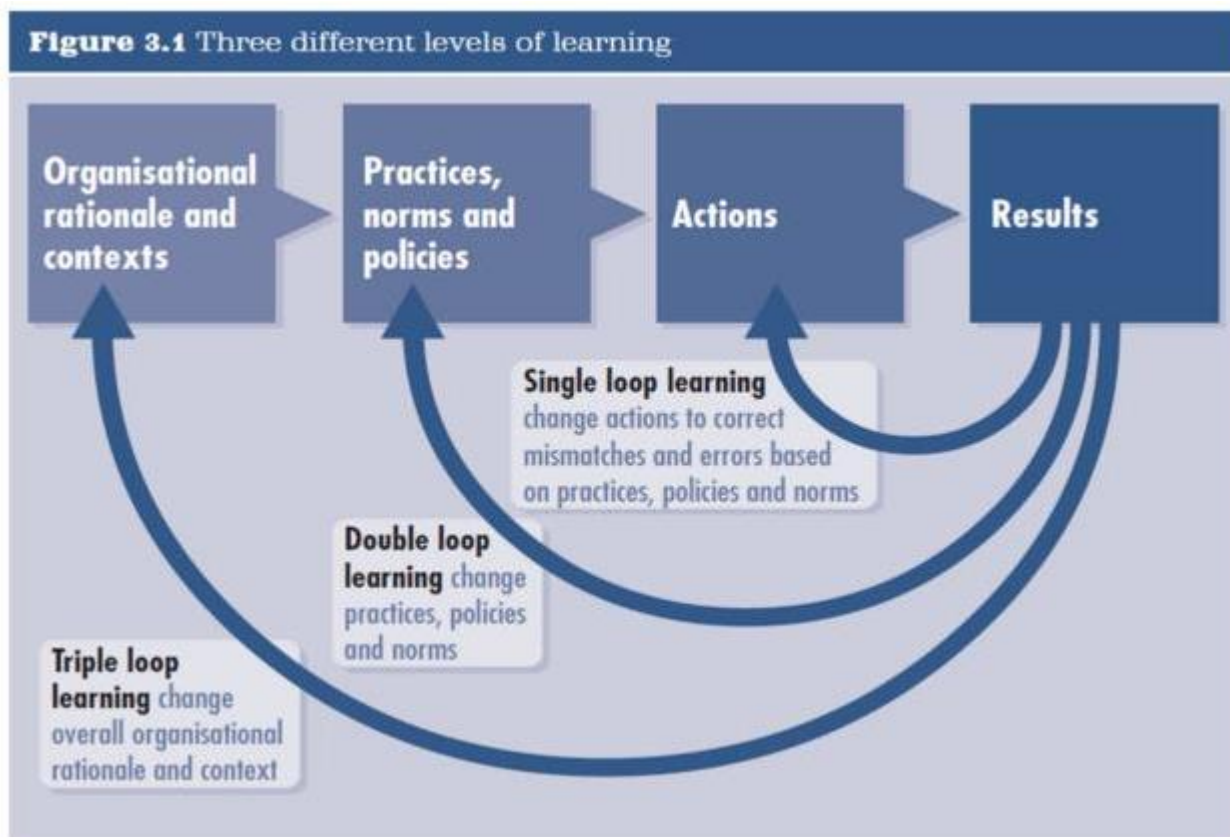 Figure 3.1 Three different levels of learning
Organisational
rationale and
contexts
Practices,
norms and
policies
Actions
Results
Single loop learning
change actions to correct
mismatches and errors based
on practices, policies and norms
Double loop
learning change
practices, policies
and norms
Triple loop
learning change
overall organisational
rationale and context